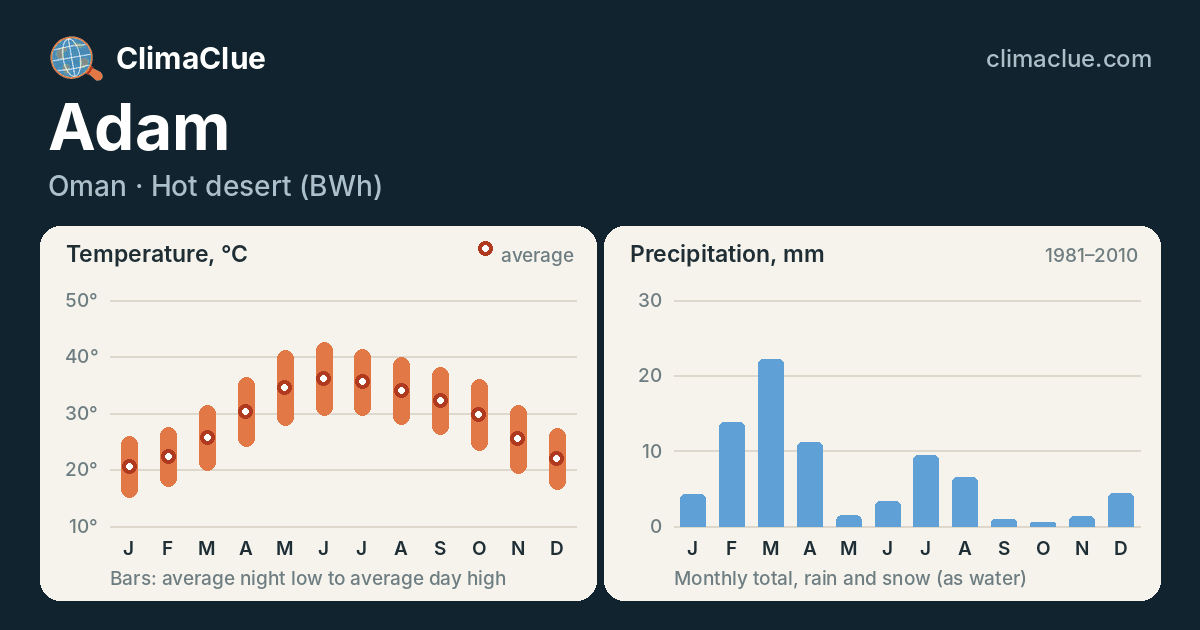 ClimaClue
climaclue.com
Adam
Oman · Hot desert (BWh)
Temperature, °C
average
50°
40°
30°
20°
10°
J F M A M J J A S O N D
Bars: average night low to average day high
Precipitation, mm
1981–2010
30
20
10
0
J F M A M J J A S O N D
Monthly total, rain and snow (as water)